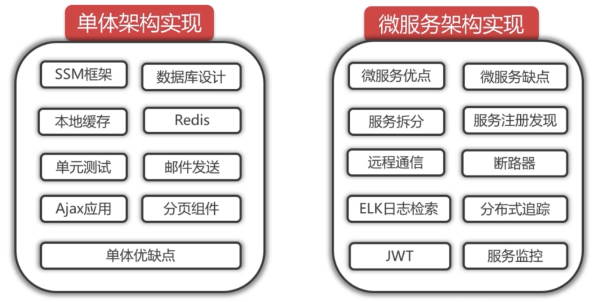 单体架构实现
SSM框架
数据库设计
本地缓存
Redis
单元测试
邮件发送
Ajax应用
分页组件
单体优缺点
微服务架构实现
微服务优点
微服务缺点
服务拆分
服务注册发现
远程通信
断路器
ELK日志检索
分布式追踪
JWT
服务监控